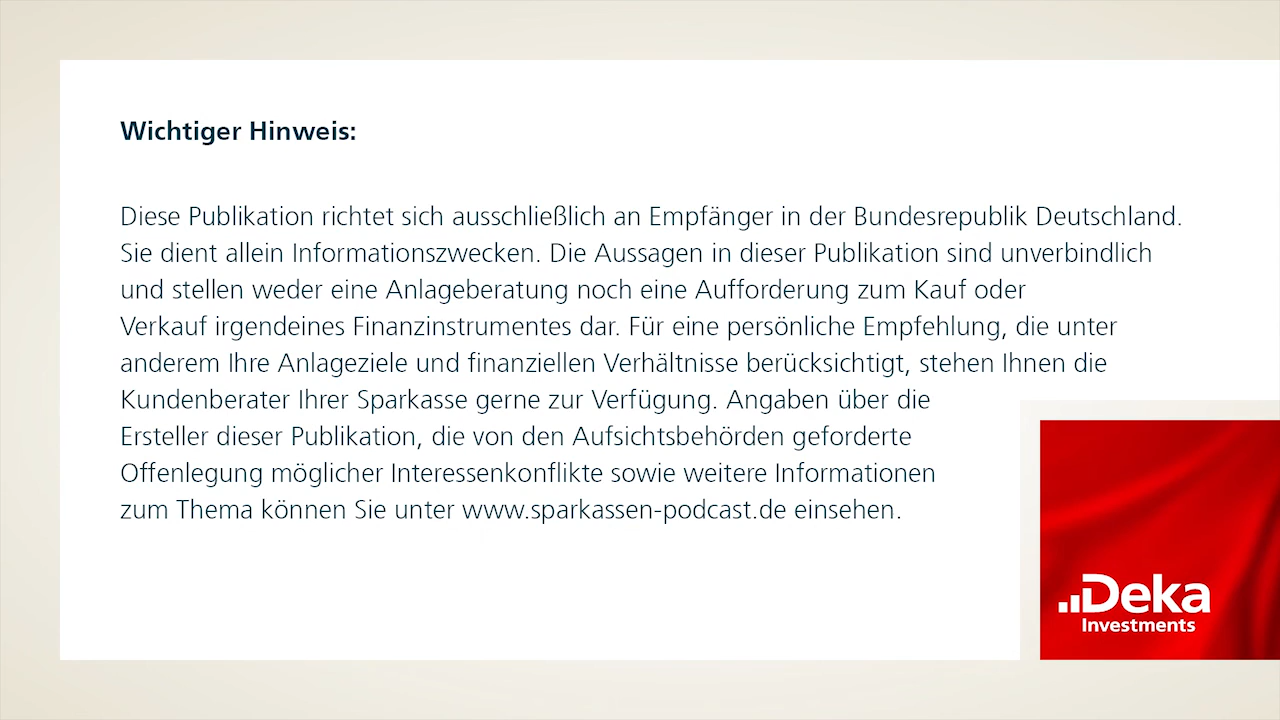 Wichtiger Hinweis:
Diese Publikation richtet sich ausschließlich an Empfänger in der Bundesrepublik Deutschland.
Sie dient allein Informationszwecken. Die Aussagen in dieser Publikation sind unverbindlich
und stellen weder eine Anlageberatung noch eine Aufforderung zum Kauf oder
Verkauf irgendeines Finanzinstrumentes dar. Für eine persönliche Empfehlung, die unter
anderem Ihre Anlageziele und finanziellen Verhältnisse berücksichtigt, stehen Ihnen die
Kundenberater Ihrer Sparkasse gerne zur Verfügung. Angaben über die
Ersteller dieser Publikation, die von den Aufsichtsbehörden geforderte
Offenlegung möglicher Interessenkonflikte sowie weitere Informationen
zum Thema können Sie unter www.sparkassen-podcast.de einsehen.
Deka
Investments